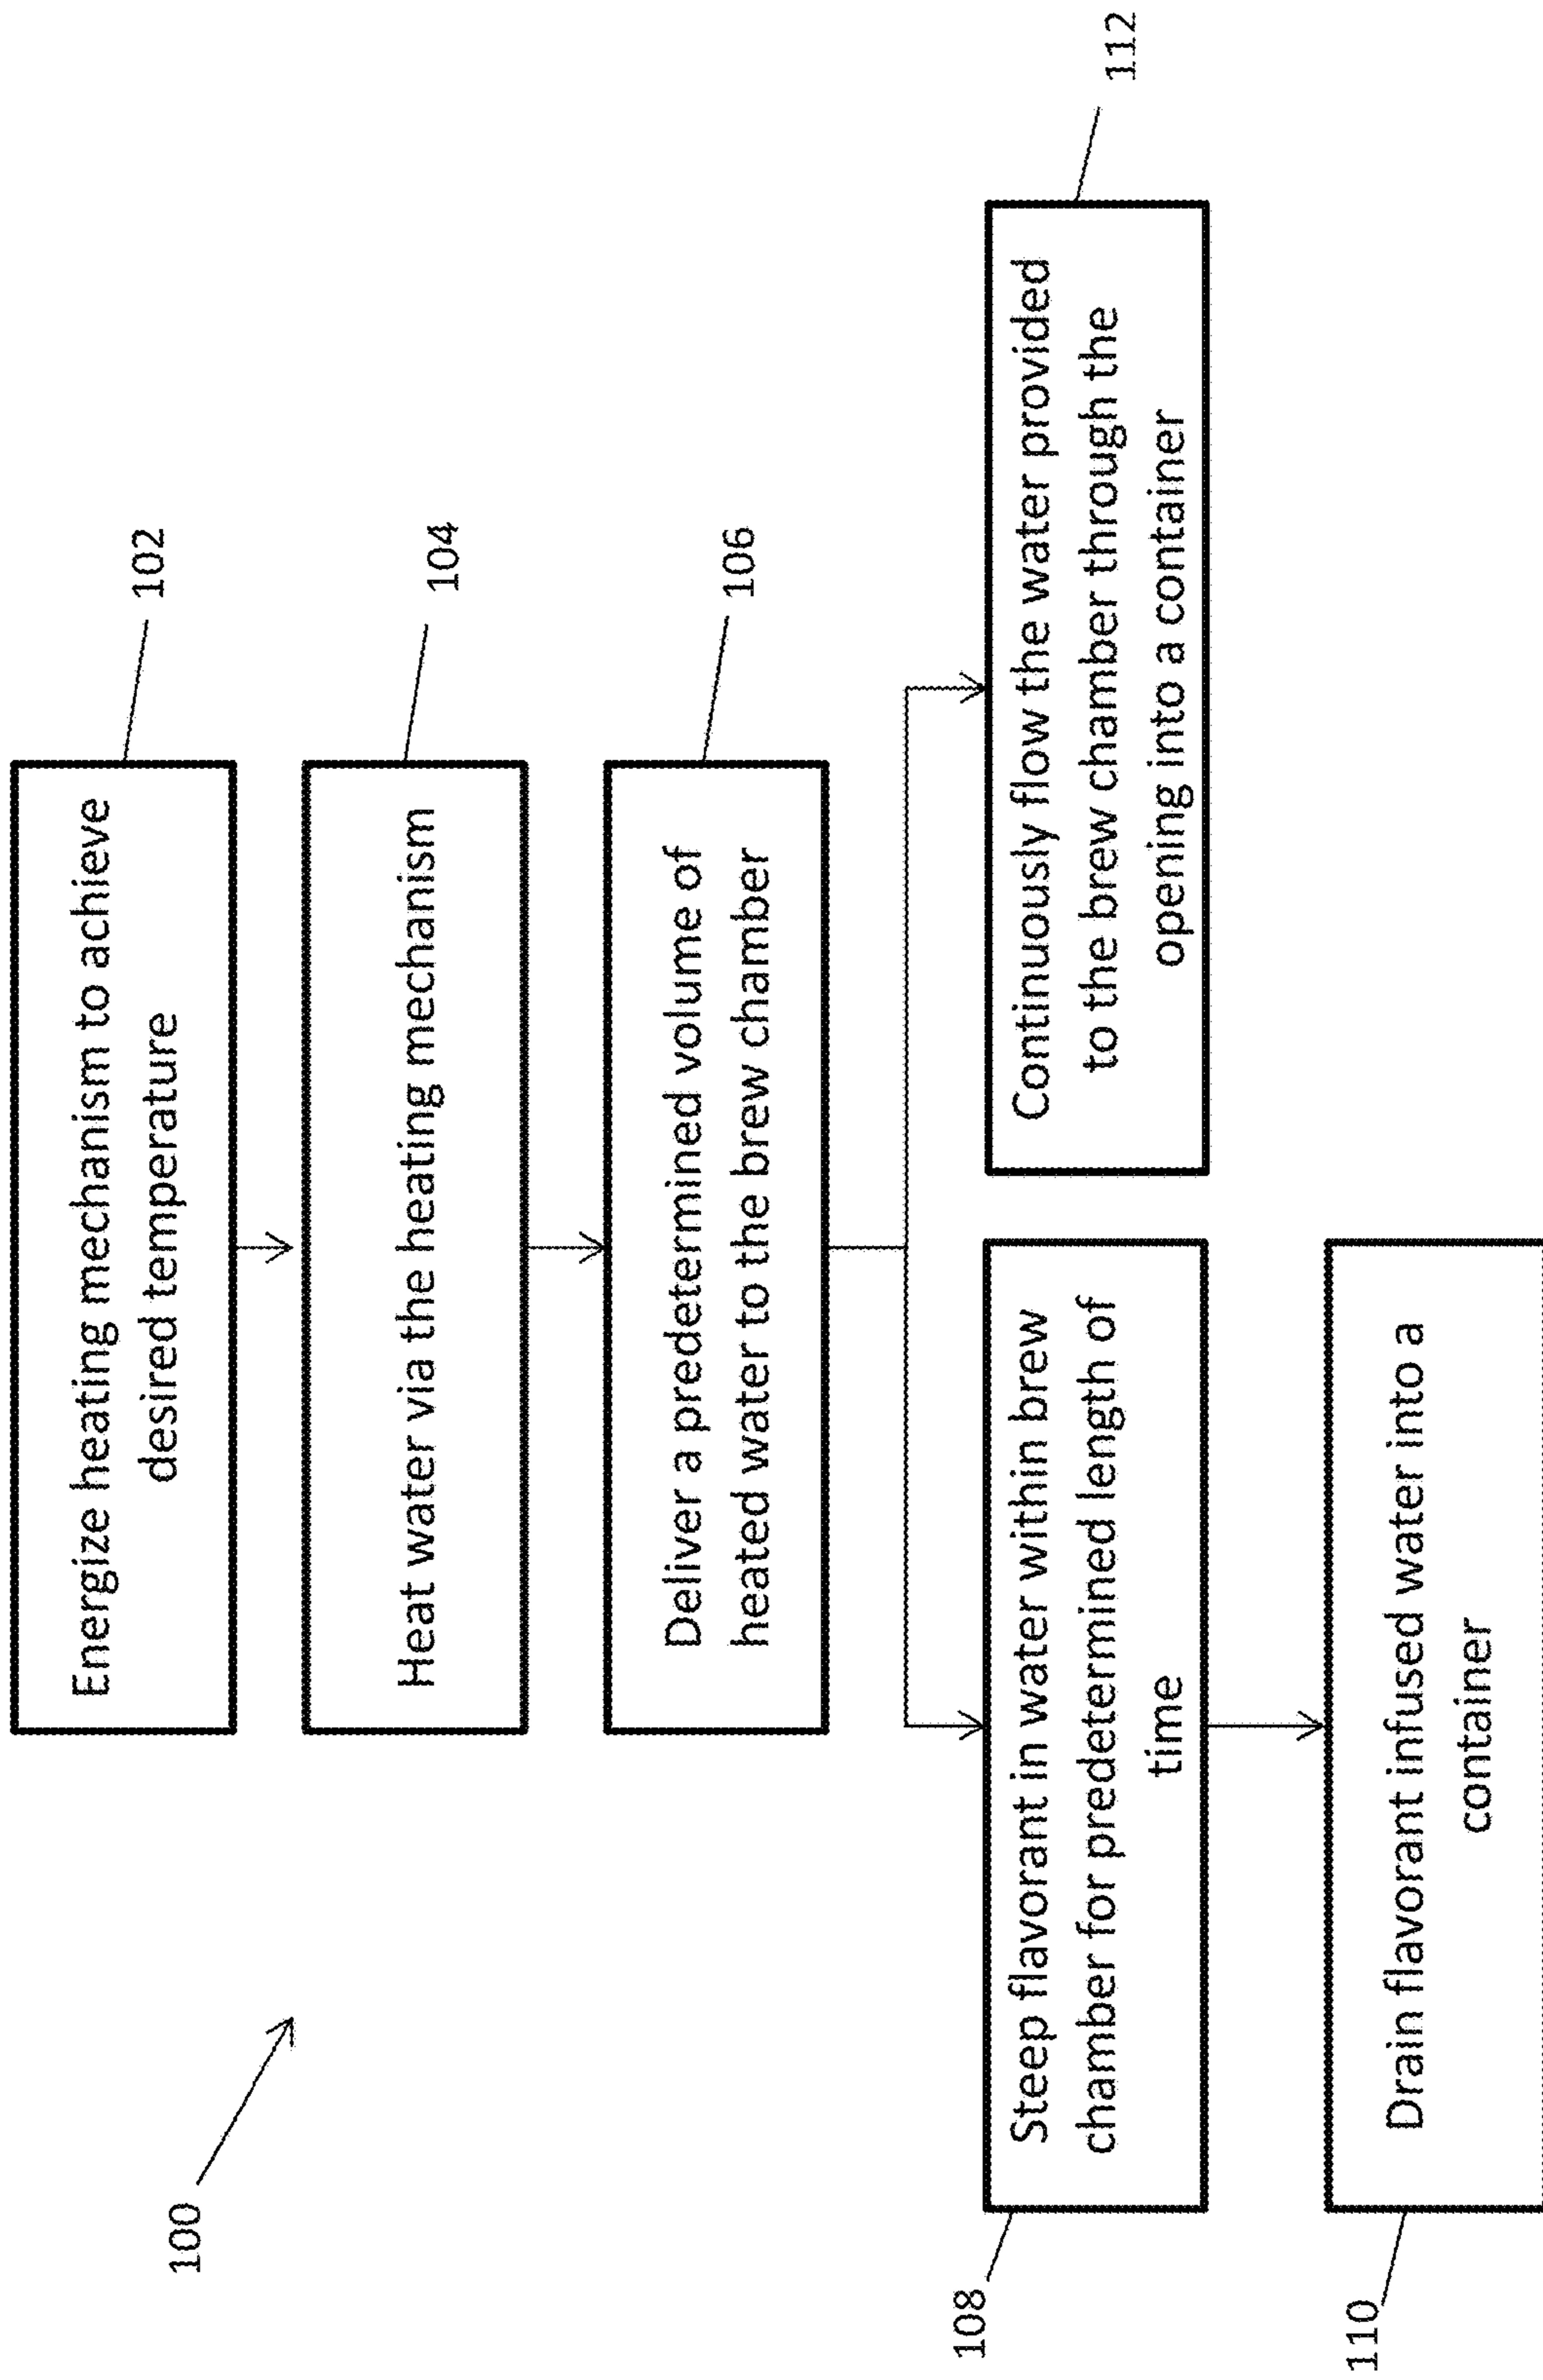 100
Energize heating mechanism to achieve
desired temperature
102
Heat water via the heating mechanism
104
Deliver a predetermined volume of
heated water to the brew chamber
106
108
Steep flavorant in water within brew
chamber for predetermined length of
time
Continuously flow the water provided
to the brew chamber through the
opening into a container
112
110
Drain flavorant infused water into a
container